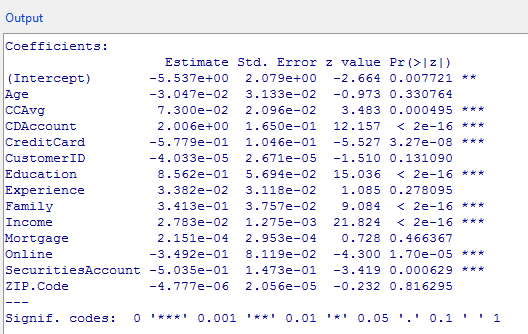 Output
Coefficients:
Estimate Std. Error z value Pr(>|z|)
(Intercept) -5.537e+00 2.079e+00 -2.664 0.007721 **
Age -3.047e-02 3.133e-02 -0.973 0.330764
CCAvg 7.300e-02 2.096e-02 3.483 0.000495 ***
CDAccount 2.006e+00 1.650e-01 12.157 < 2e-16 ***
CreditCard -5.779e-01 1.046e-01 -5.527 3.27e-08 ***
CustomerID -4.033e-05 2.671e-05 -1.510 0.131090
Education 8.562e-01 5.694e-02 15.036 < 2e-16 ***
Experience 3.382e-02 3.118e-02 1.085 0.278095
Family 3.413e-01 3.757e-02 9.084 < 2e-16 ***
Income 2.783e-02 1.275e-03 21.824 < 2e-16 ***
Mortgage 2.151e-04 2.953e-04 0.728 0.466367
Online -3.492e-01 8.119e-02 -4.300 1.70e-05 ***
SecuritiesAccount -5.035e-01 1.473e-01 -3.419 0.000629 ***
ZIP.Code -4.777e-06 2.056e-05 -0.232 0.816295
---
Signif. codes: 0 '***' 0.001 '**' 0.01 '*' 0.05 '.' 0.1 ' ' 1